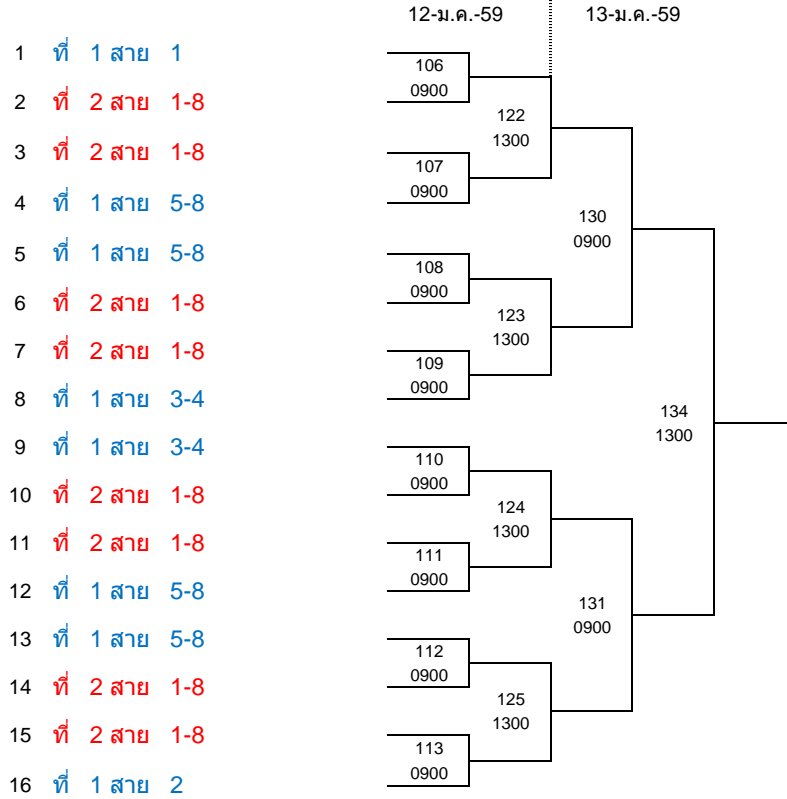 12-ม.ค.-59 13-ม.ค.-59
1 ที่ 1 สาย 1
106
2 ที่ 2 สาย 1-8
0900
122
1300
3 ที่ 2 สาย 1-8
107
4 ที่ 1 สาย 5-8
0900
130
0900
5 ที่ 1 สาย 5-8
108
6 ที่ 2 สาย 1-8
0900
123
1300
7 ที่ 2 สาย 1-8
109
8 ที่ 1 สาย 3-4
0900
134
1300
9 ที่ 1 สาย 3-4
110
10 ที่ 2 สาย 1-8
0900
124
1300
11 ที่ 2 สาย 1-8
111
12 ที่ 1 สาย 5-8
0900
131
0900
13 ที่ 1 สาย 5-8
112
14 ที่ 2 สาย 1-8
0900
125
1300
15 ที่ 2 สาย 1-8
113
16 ที่ 1 สาย 2
0900